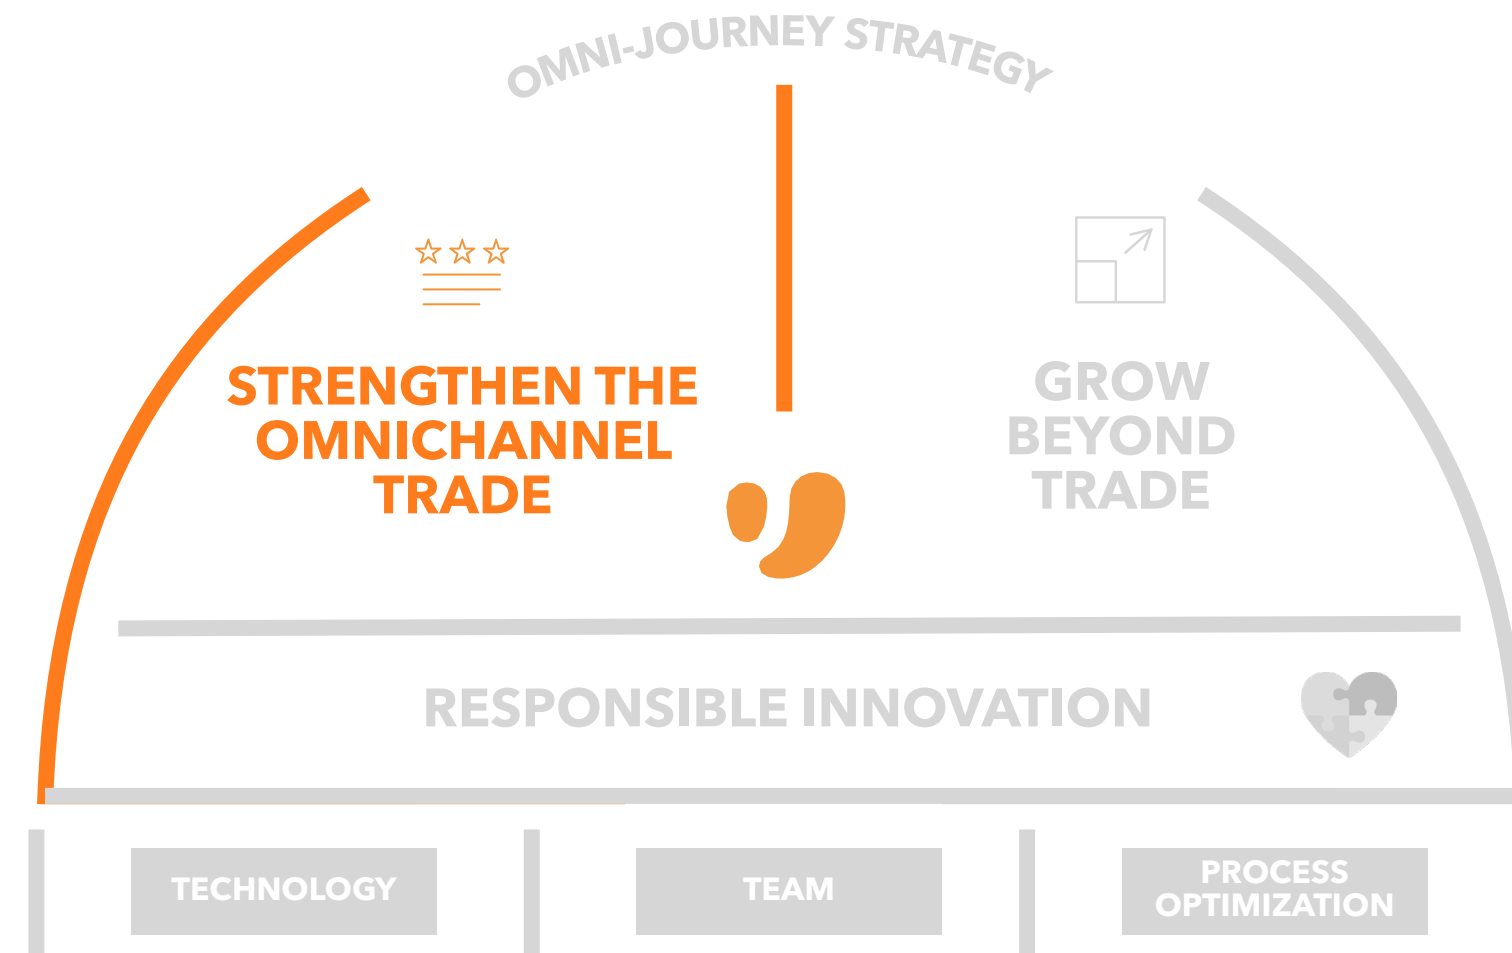 OMNI-JOURNEY STRATEGY
STRENGTHEN THE
OMNICHANNEL
TRADE
GROW
BEYOND
TRADE
RESPONSIBLE INNOVATION
TECHNOLOGY
TEAM
PROCESS
OPTIMIZATION